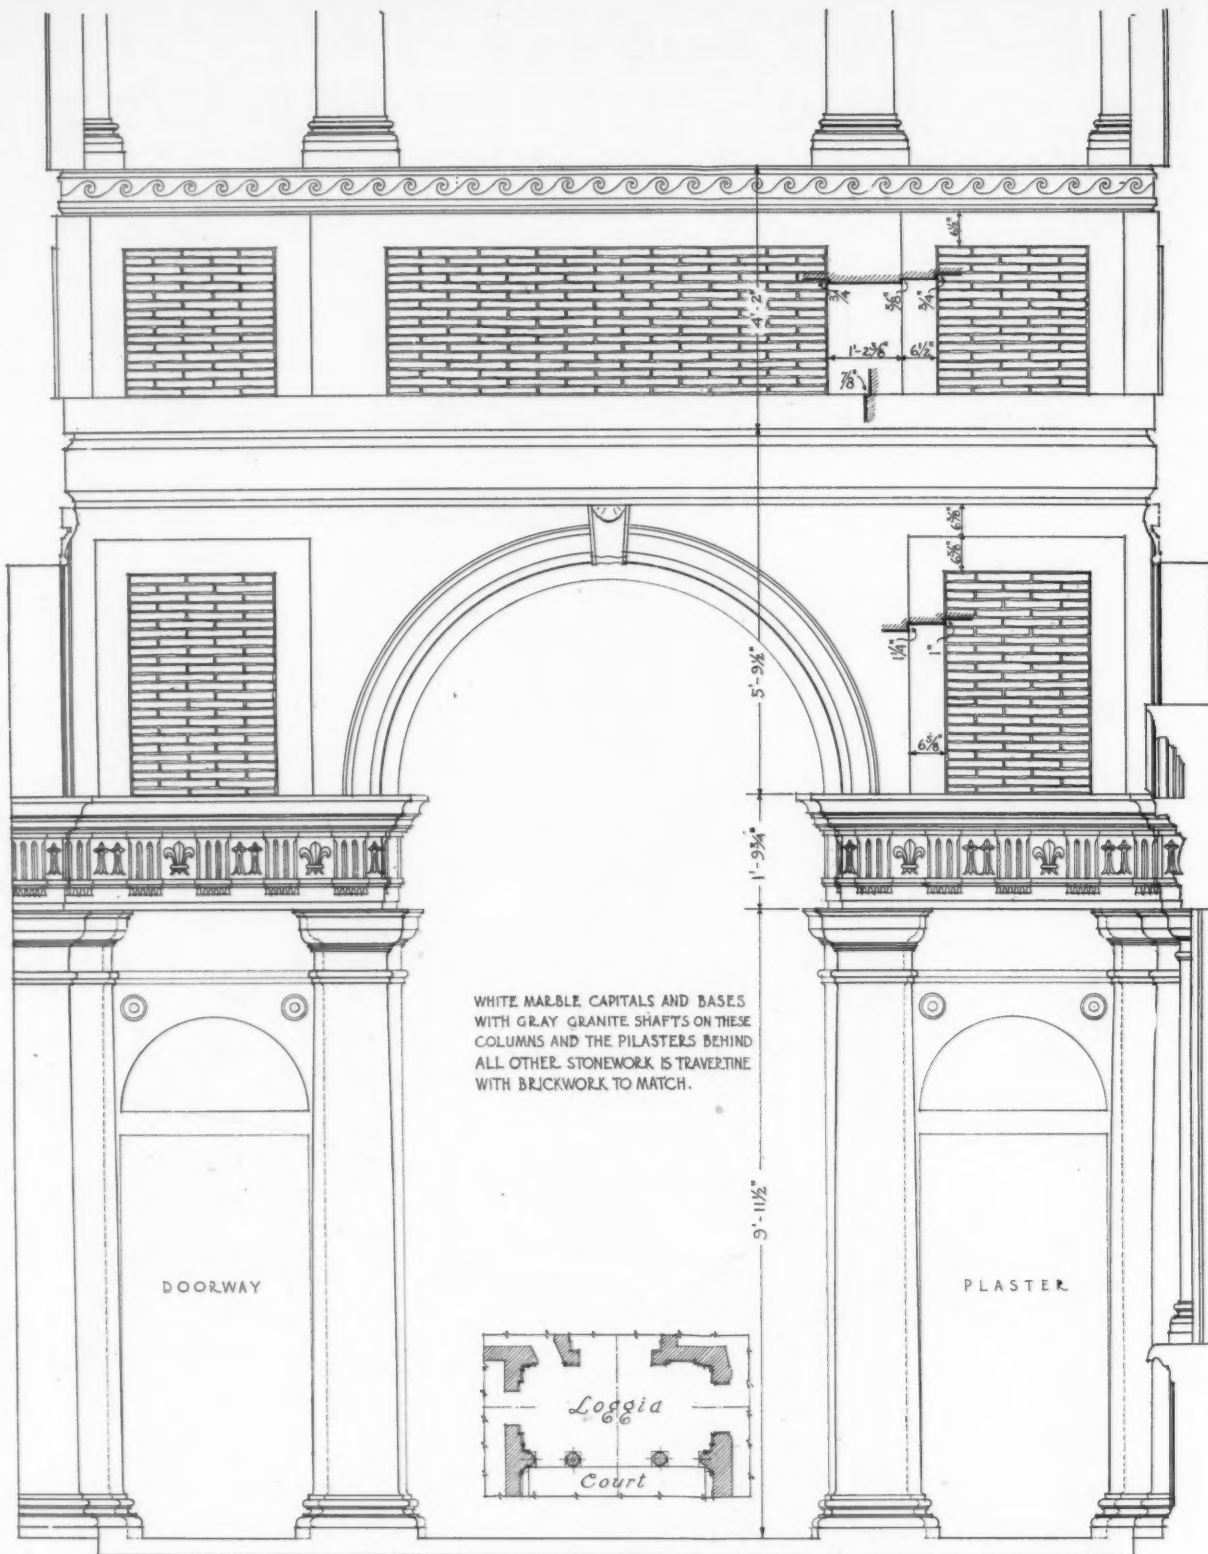 6½"
4'-2"
¾
⅝"
¾"
1'-2⅜" 6½"
⅞"
6⅝"
6⅝"
1¼" 1"
5'-9½"
6⅝"
1'-9¾"
WHITE MARBLE CAPITALS AND BASES
WITH GRAY GRANITE SHAFTS ON THESE
COLUMNS AND THE PILASTERS BEHIND
ALL OTHER STONEWORK IS TRAVERTINE
WITH BRICKWORK TO MATCH.
9'-11½"
DOORWAY
PLASTER
Loggia
Court